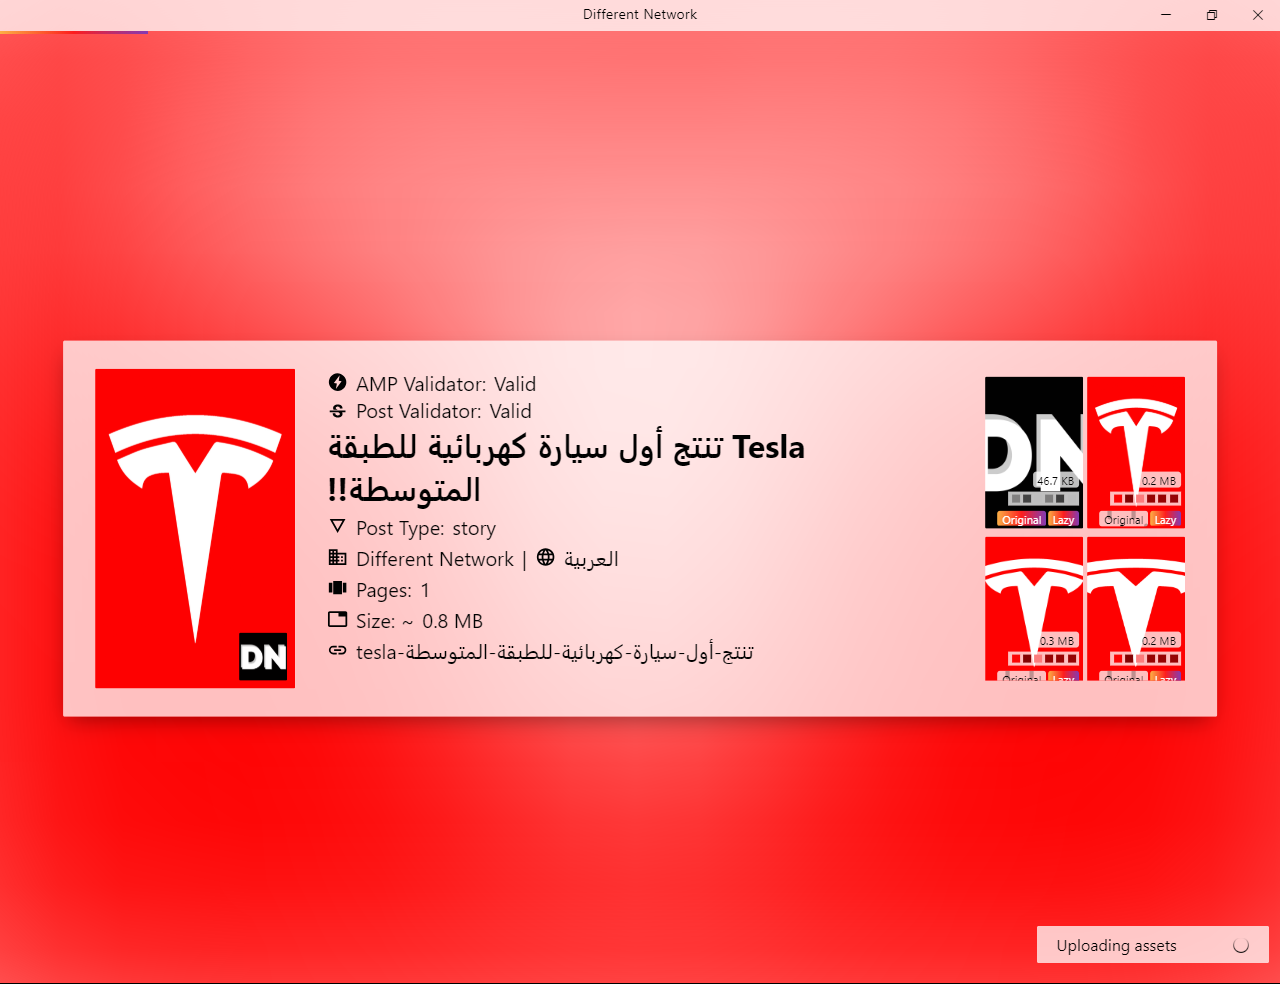 Different Network
AMP Validator: Valid
Post Validator: Valid
Tesla تنتج أول سيارة كهربائية للطبقة
المتوسطة!!
Post Type: story
Different Network | العربية
Pages: 1
Size: ~ 0.8 MB
tesla-تنتج-أول-سيارة-كهربائية-للطبقة-المتوسطة
DN
DN
46.7 KB
Original Lazy
0.2 MB
Original Lazy
0.3 MB
Original Lazy
0.2 MB
Original Lazy
Uploading assets